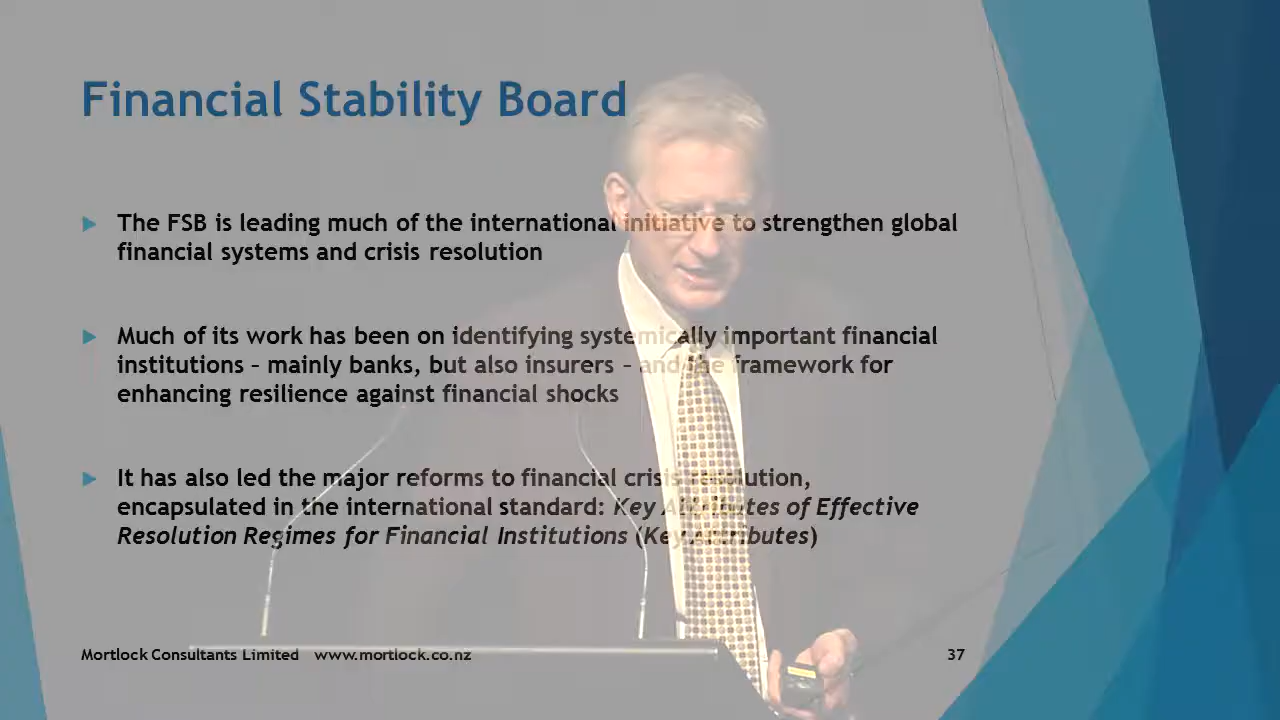 Financial Stability Board
The FSB is leading much of the international initiative to strengthen global
financial systems and crisis resolution
Much of its work has been on identifying systemically important financial
institutions – mainly banks, but also insurers – and the framework for
enhancing resilience against financial shocks
It has also led the major reforms to financial crisis resolution,
encapsulated in the international standard: Key Attributes of Effective
Resolution Regimes for Financial Institutions (Key Attributes)
Mortlock Consultants Limited www.mortlock.co.nz
37